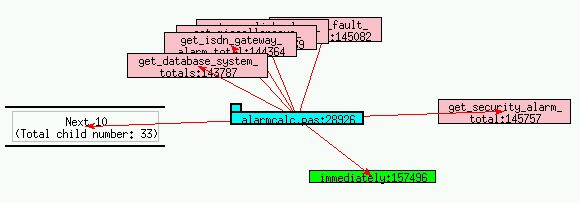 fault_
:145082
get_isdn_gateway_
alarm_total:144364
get_database_system_
totals:143787
Next 10
(Total child number: 33)
alarmcalc.pas:28926
get_security_alarm_
total:145757
immediately:157496